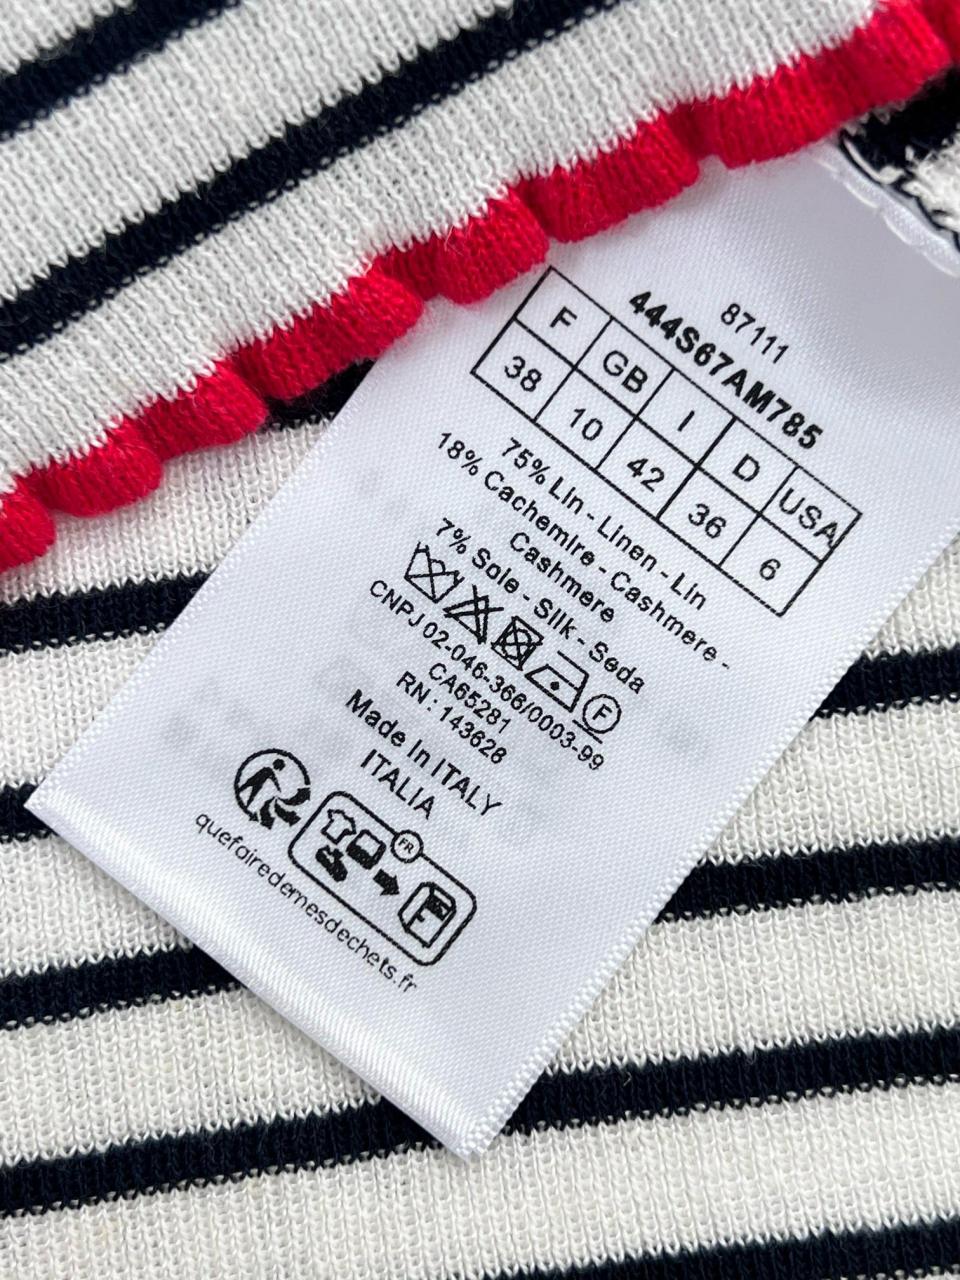 87111
444S67AM785
F GB I D USA
38 10 42 36 6
75% Lin - Linen - Lin
18% Cachemire - Cashmere -
Cashmere
7% Soie - Silk - Seda
F
CNPJ 02-046-366/0003-99
CA65281
RN : 143628
Made In ITALY
ITALIA
FR
quefairedemesdechets.fr